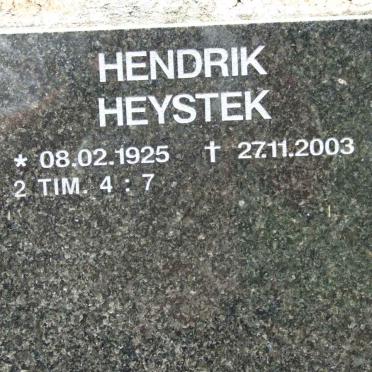 HENDRIK
HEYSTEK
* 08.02.1925 † 27.11.2003
2 TIM. 4 : 7